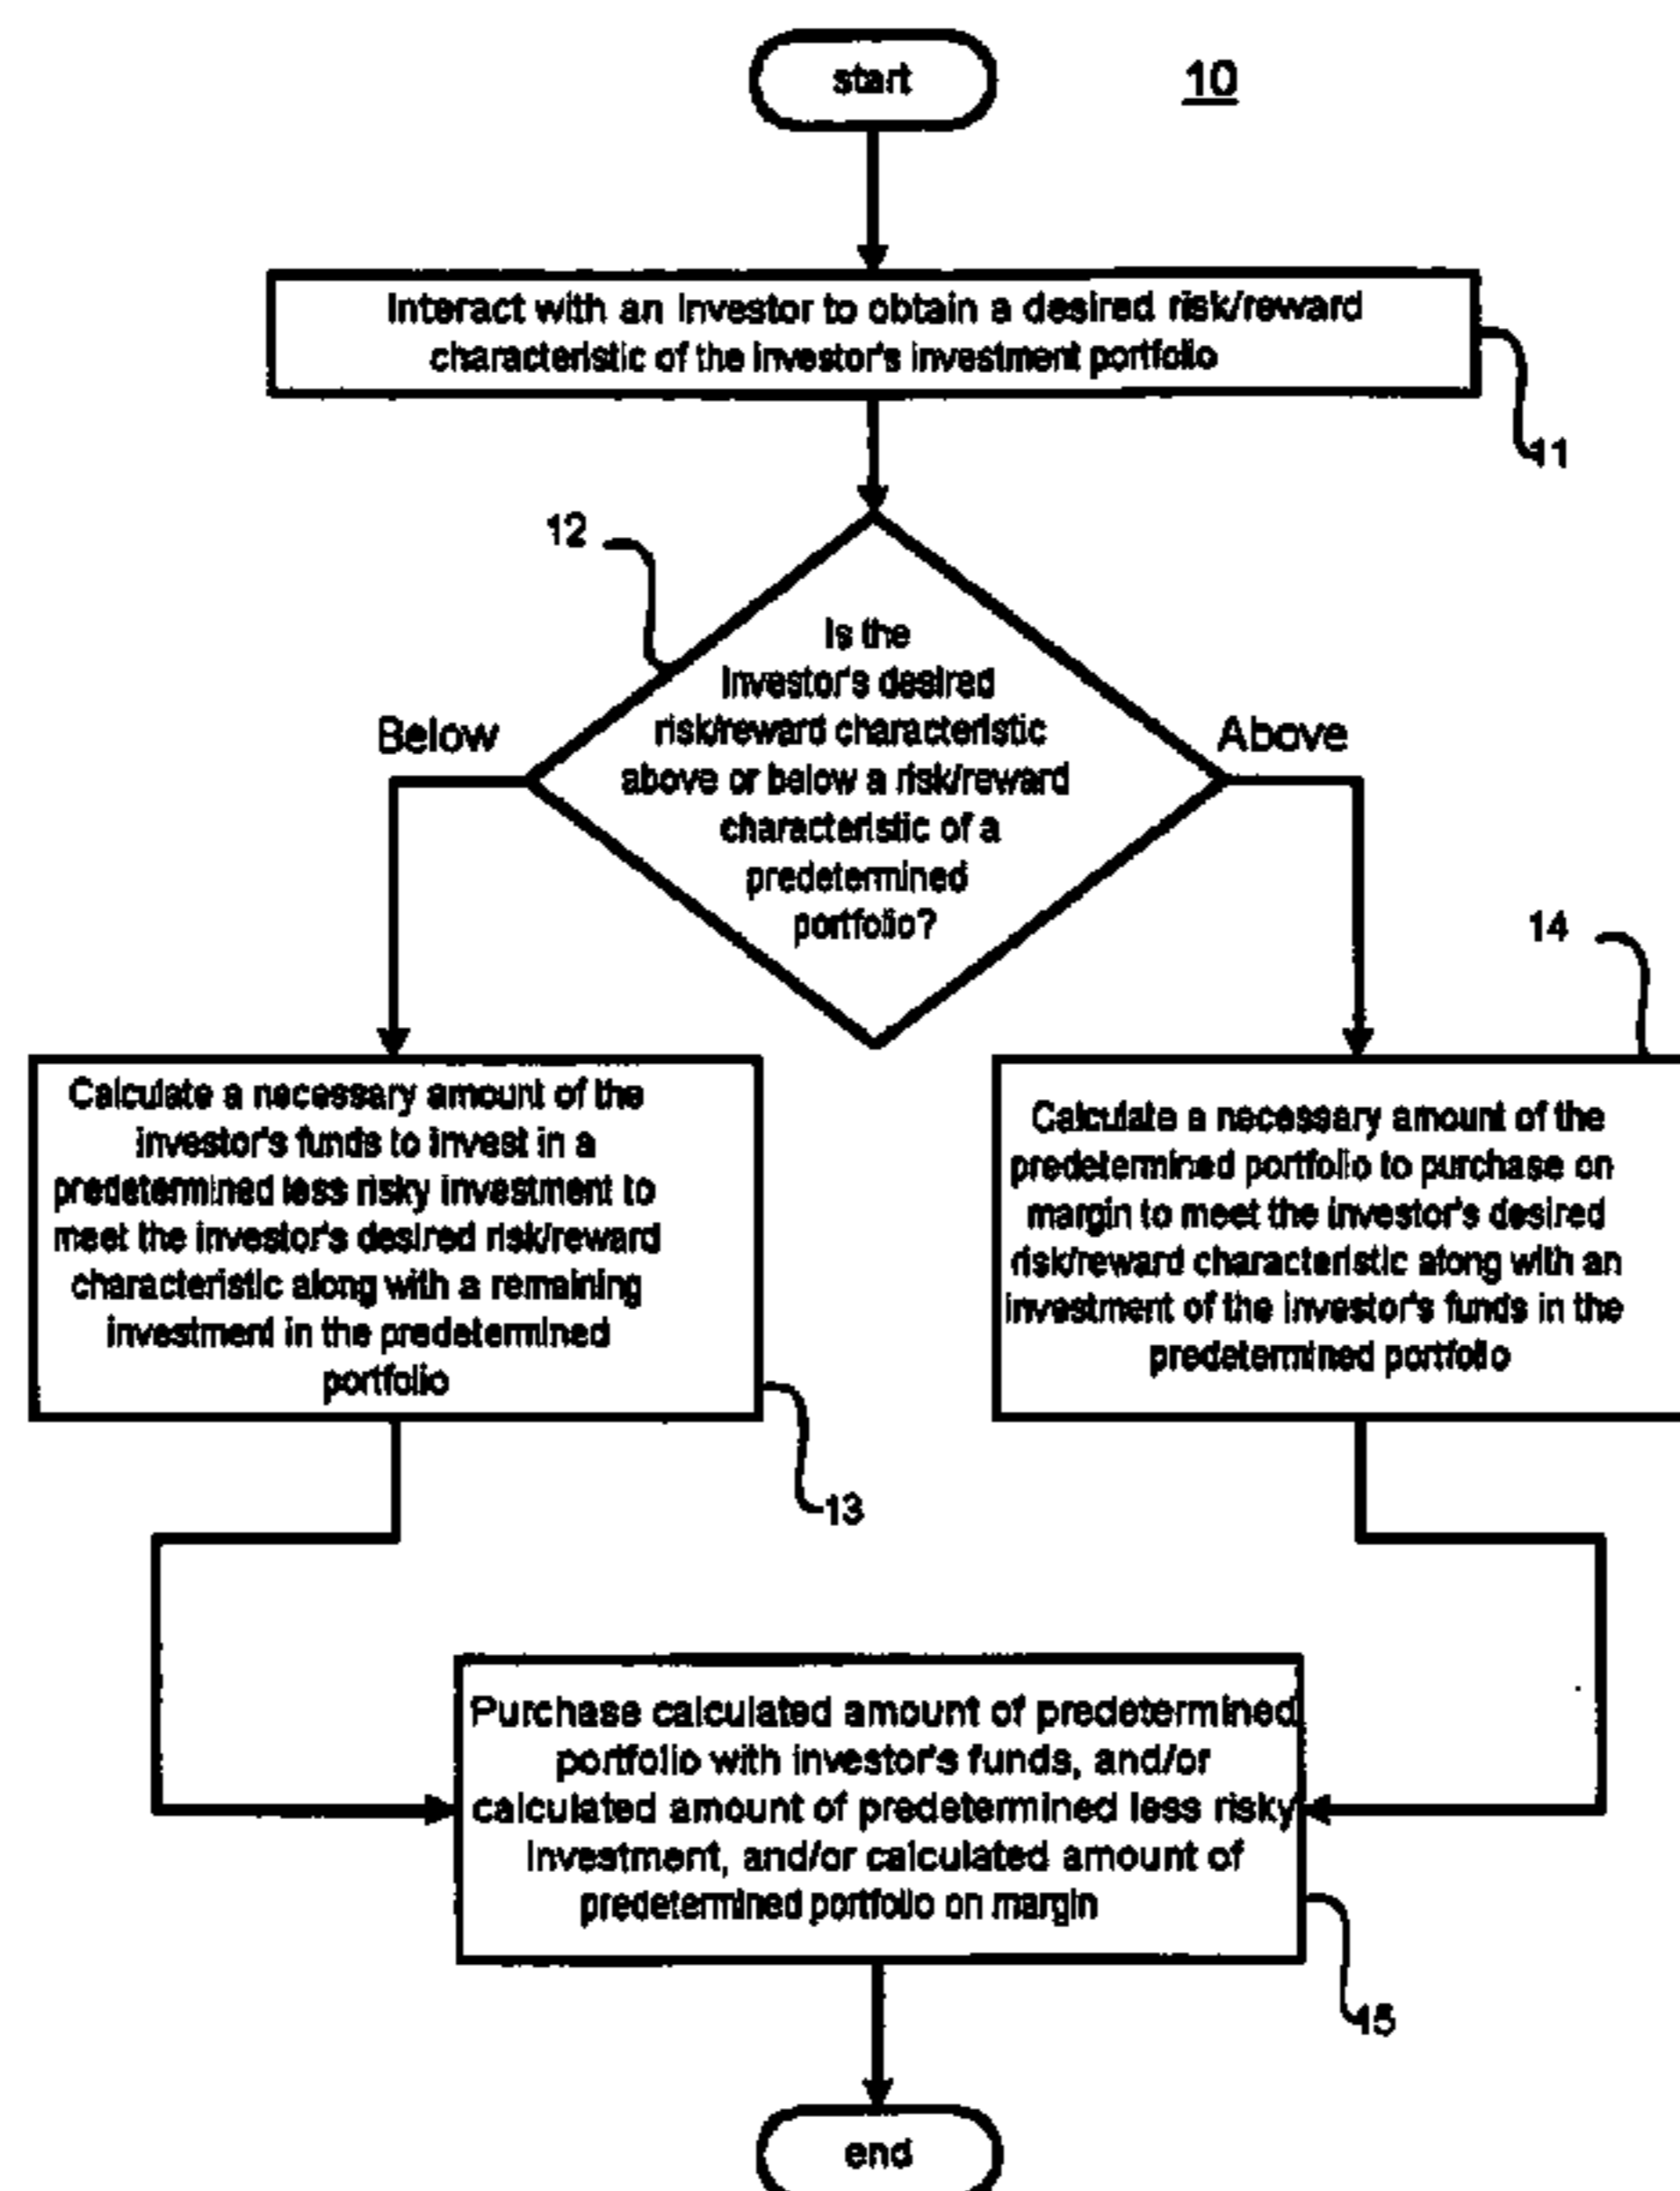 start
10
Interact with an investor to obtain a desired risk/reward
characteristic of the investor's investment portfolio
11
12
Is the
investor's desired
risk/reward characteristic
above or below a risk/reward
characteristic of a
predetermined
portfolio?
Below
Above
14
Calculate a necessary amount of the
investor's funds to invest in a
predetermined less risky investment to
meet the investor's desired risk/reward
characteristic along with a remaining
investment in the predetermined
portfolio
13
Calculate a necessary amount of the
predetermined portfolio to purchase on
margin to meet the investor's desired
risk/reward characteristic along with an
investment of the investor's funds in the
predetermined portfolio
Purchase calculated amount of predetermined
portfolio with investor's funds, and/or
calculated amount of predetermined less risky
investment, and/or calculated amount of
predetermined portfolio on margin
15
end